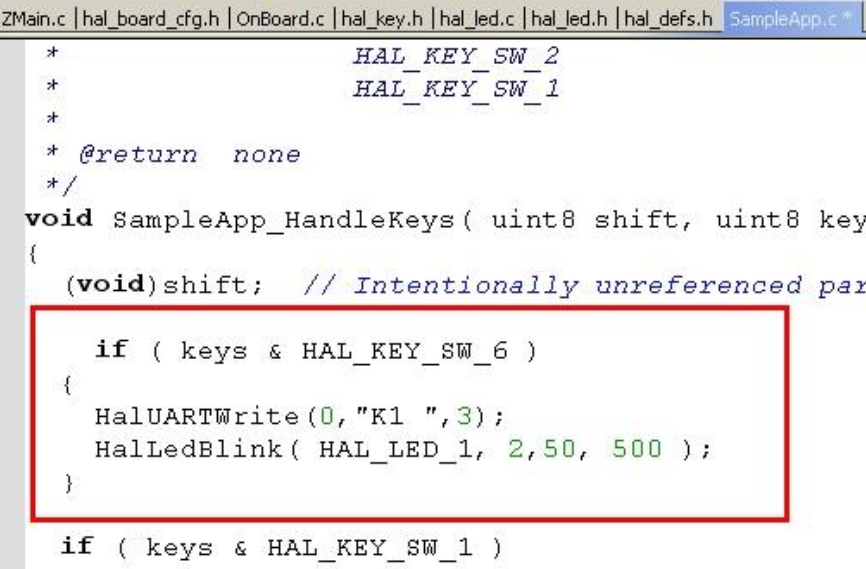 ZMain.c | hal_board_cfg.h | OnBoard.c | hal_key.h | hal_led.c | hal_led.h | hal_defs.h SampleApp.c *
* HAL_KEY_SW_2
* HAL_KEY_SW_1
*
* @return none
*/
void SampleApp_HandleKeys( uint8 shift, uint8 key
{
(void)shift; // Intentionally unreferenced par
if ( keys & HAL_KEY_SW_6 )
{
HalUARTWrite(0,"K1 ",3);
HalLedBlink( HAL_LED_1, 2,50, 500 );
}
if ( keys & HAL_KEY_SW_1 )